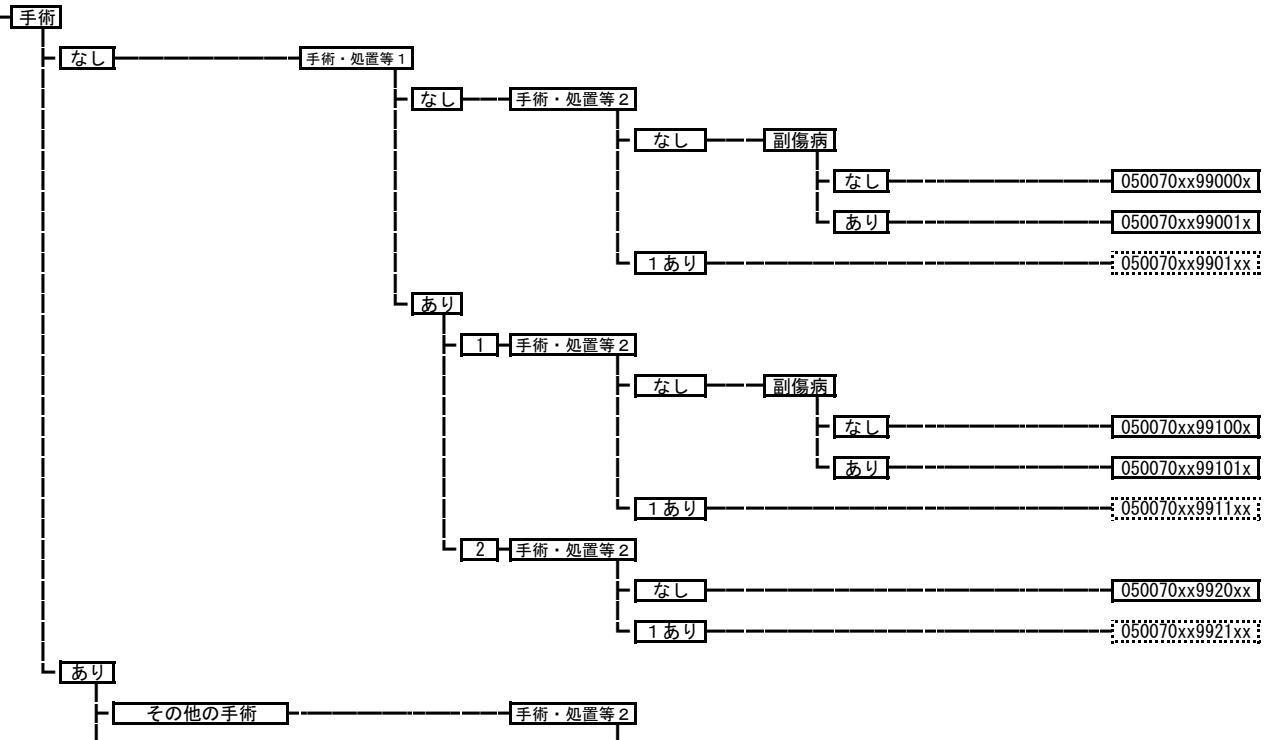 手術
なし 手術・処置等１
なし 手術・処置等２
なし 副傷病
なし 050070xx99000x
あり 050070xx99001x
１あり 050070xx9901xx
あり
1 手術・処置等２
なし 副傷病
なし 050070xx99100x
あり 050070xx99101x
１あり 050070xx9911xx
2 手術・処置等２
なし 050070xx9920xx
１あり 050070xx9921xx
あり
その他の手術 手術・処置等２